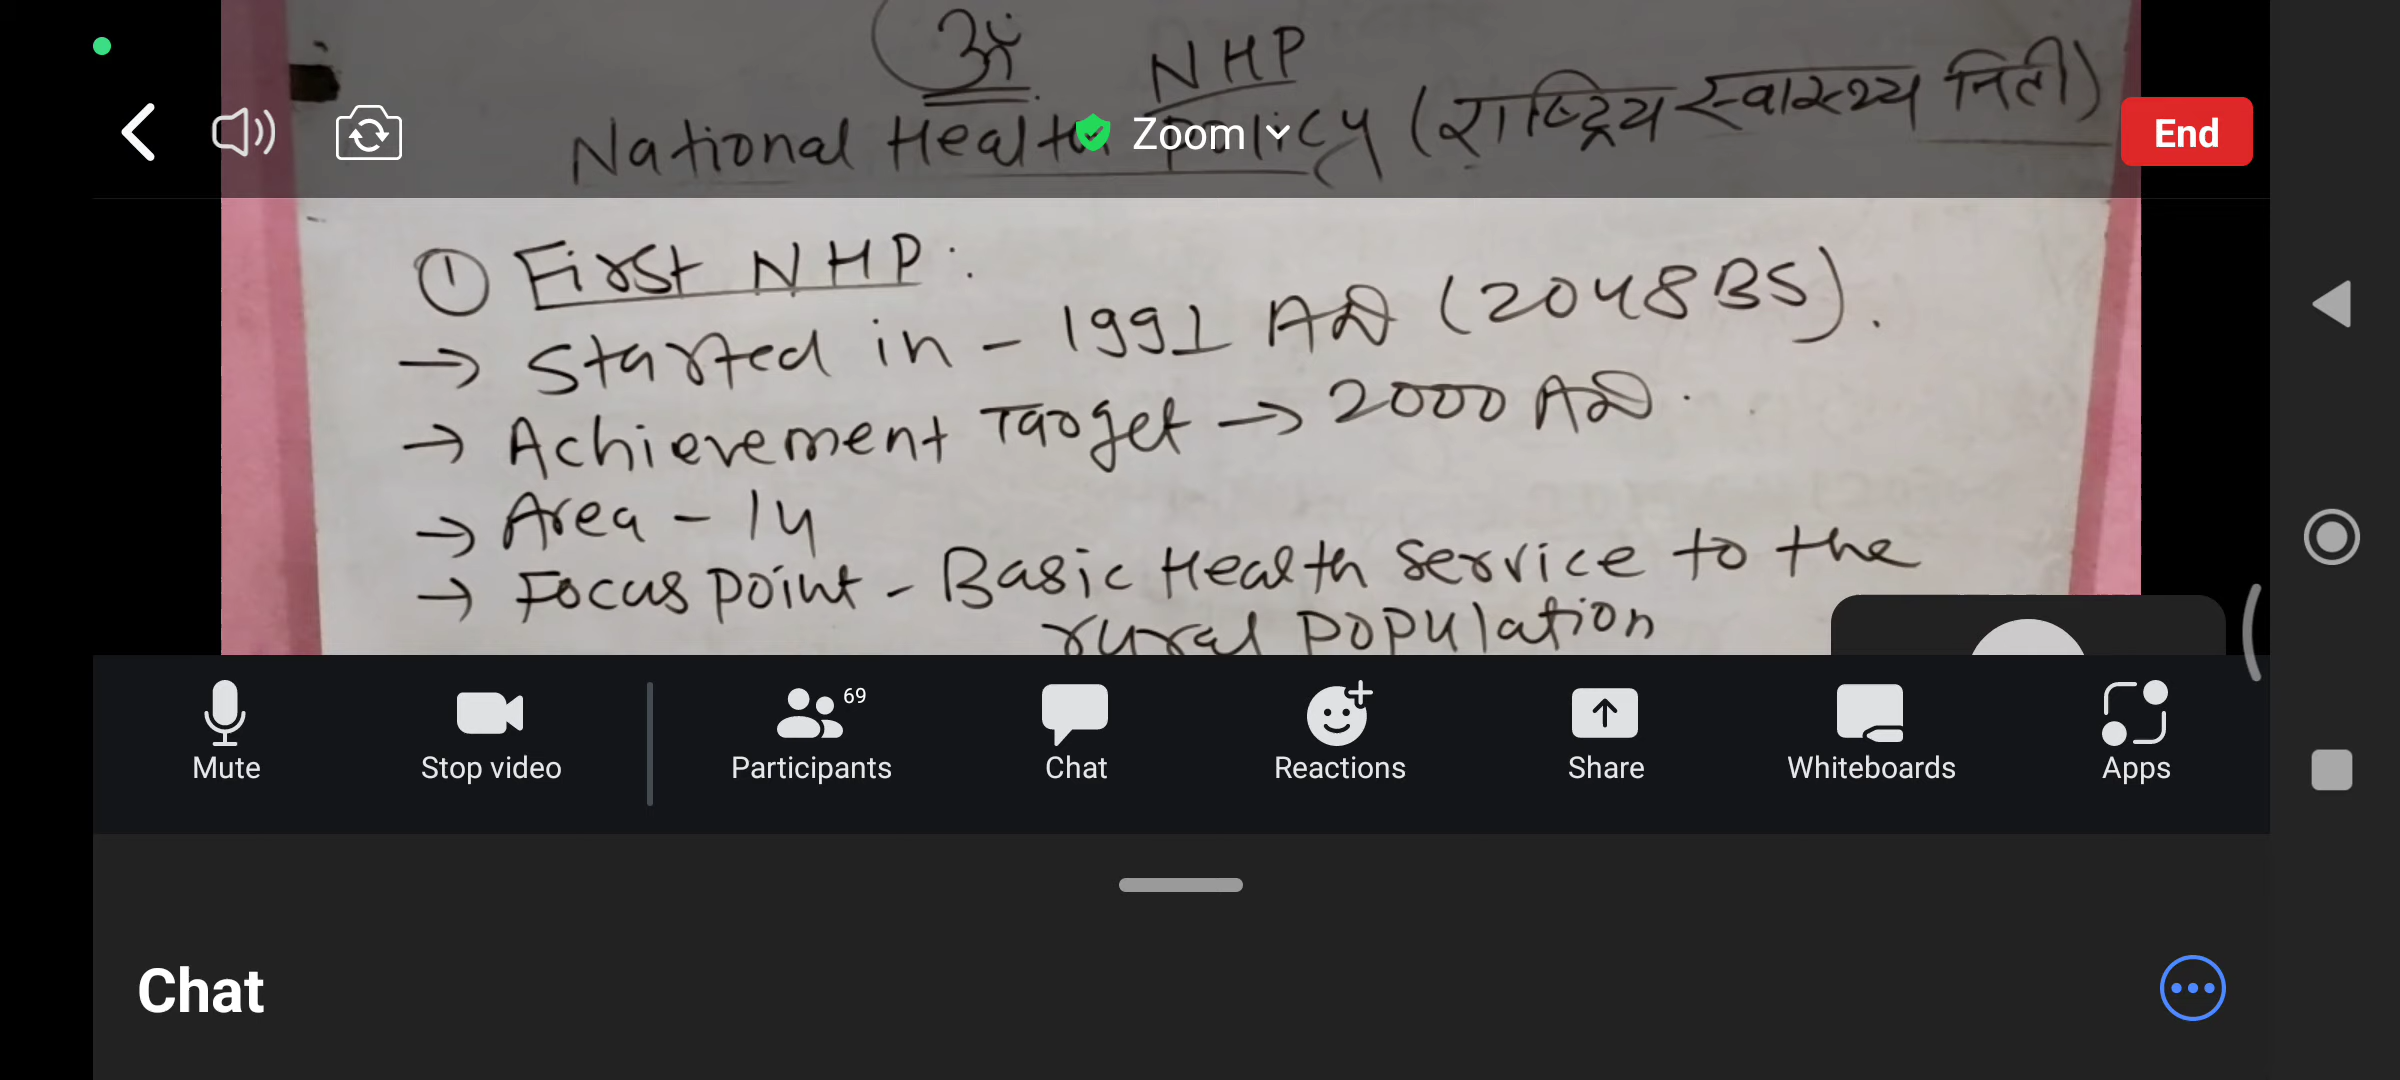 ॐ
NHP
National Health Policy (राष्ट्रिय स्वास्थ्य निती)
Zoom
End
① First NHP:
→ Started in - 1991 AD (2048 BS).
→ Achievement Target → 2000 AD.
→ Area - 14
→ Focus point - Basic Health service to the
rural population
Mute
Stop video
Participants 69
Chat
Reactions
Share
Whiteboards
Apps
Chat